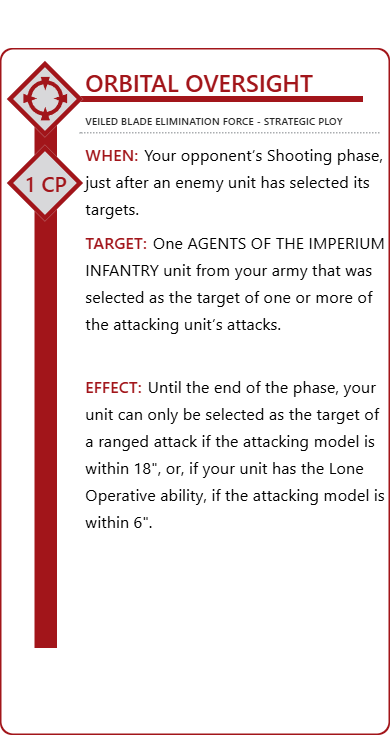 ORBITAL OVERSIGHT
VEILED BLADE ELIMINATION FORCE - STRATEGIC PLOY
1 CP
WHEN: Your opponent's Shooting phase,
just after an enemy unit has selected its
targets.
TARGET: One AGENTS OF THE IMPERIUM
INFANTRY unit from your army that was
selected as the target of one or more of
the attacking unit's attacks.
EFFECT: Until the end of the phase, your
unit can only be selected as the target of
a ranged attack if the attacking model is
within 18", or, if your unit has the Lone
Operative ability, if the attacking model is
within 6".